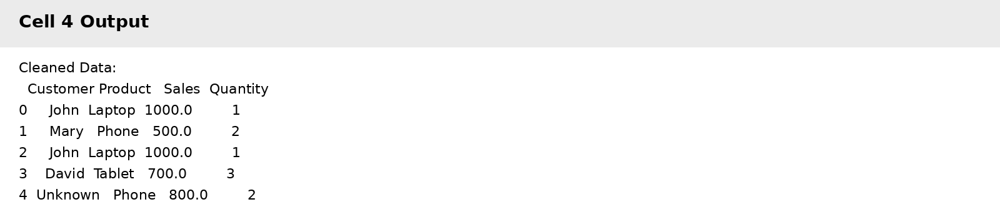 Cell 4 Output
Cleaned Data:
  Customer Product   Sales  Quantity
0     John  Laptop  1000.0         1
1     Mary   Phone   500.0         2
2     John  Laptop  1000.0         1
3    David  Tablet   700.0         3
4  Unknown   Phone   800.0         2